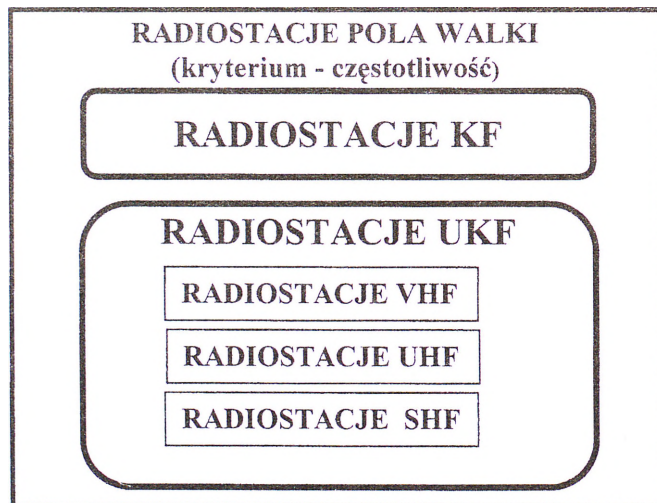 RADIOSTACJE POLA WALKI
(kryterium - częstotliwość)
RADIOSTACJE KF
RADIOSTACJE UKF
RADIOSTACJE VHF
RADIOSTACJE UHF
RADIOSTACJE SHF